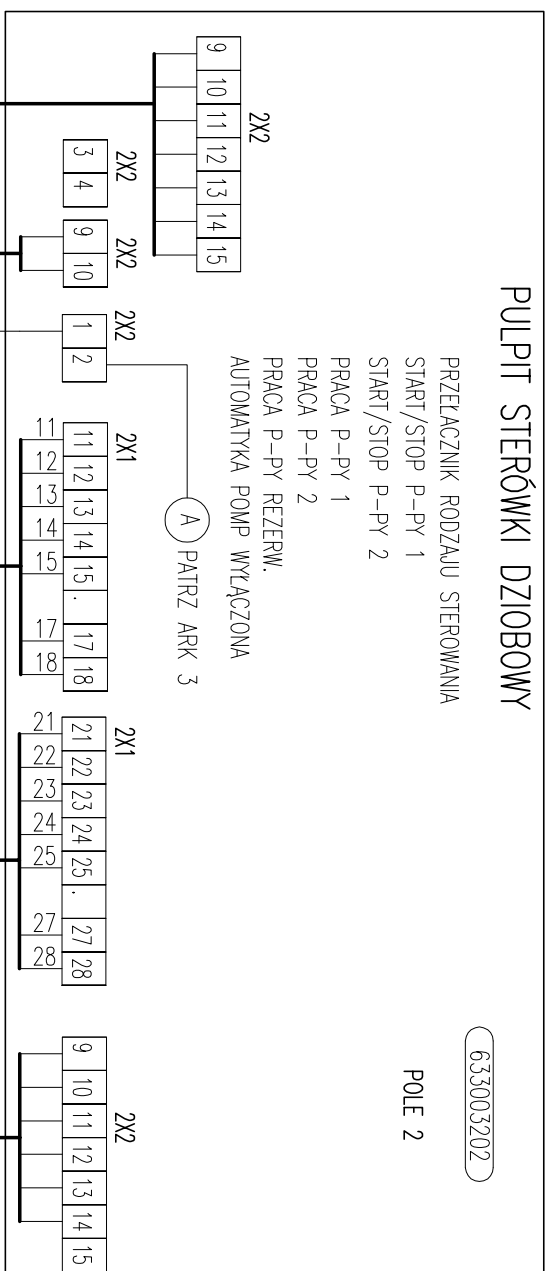 PULPIT STERÓWKI DZIOBOWY
633003202
POLE 2
PRZEŁACZNIK RODZAJU STEROWANIA
START/STOP P-PY 1
START/STOP P-PY 2
PRACA P-PY 1
PRACA P-PY 2
PRACA P-PY REZERW.
AUTOMATYKA POMP WYŁĄCZONA
A PATRZ ARK 3
2X2
9 10 11 12 13 14 15
2X2
3 4
2X2
9 10
2X2
1 2
2X1
11 12 13 14 15 . 17 18
11 12 13 14 15 17 18
2X1
21 22 23 24 25 . 27 28
21 22 23 24 25 27 28
2X2
9 10 11 12 13 14 15